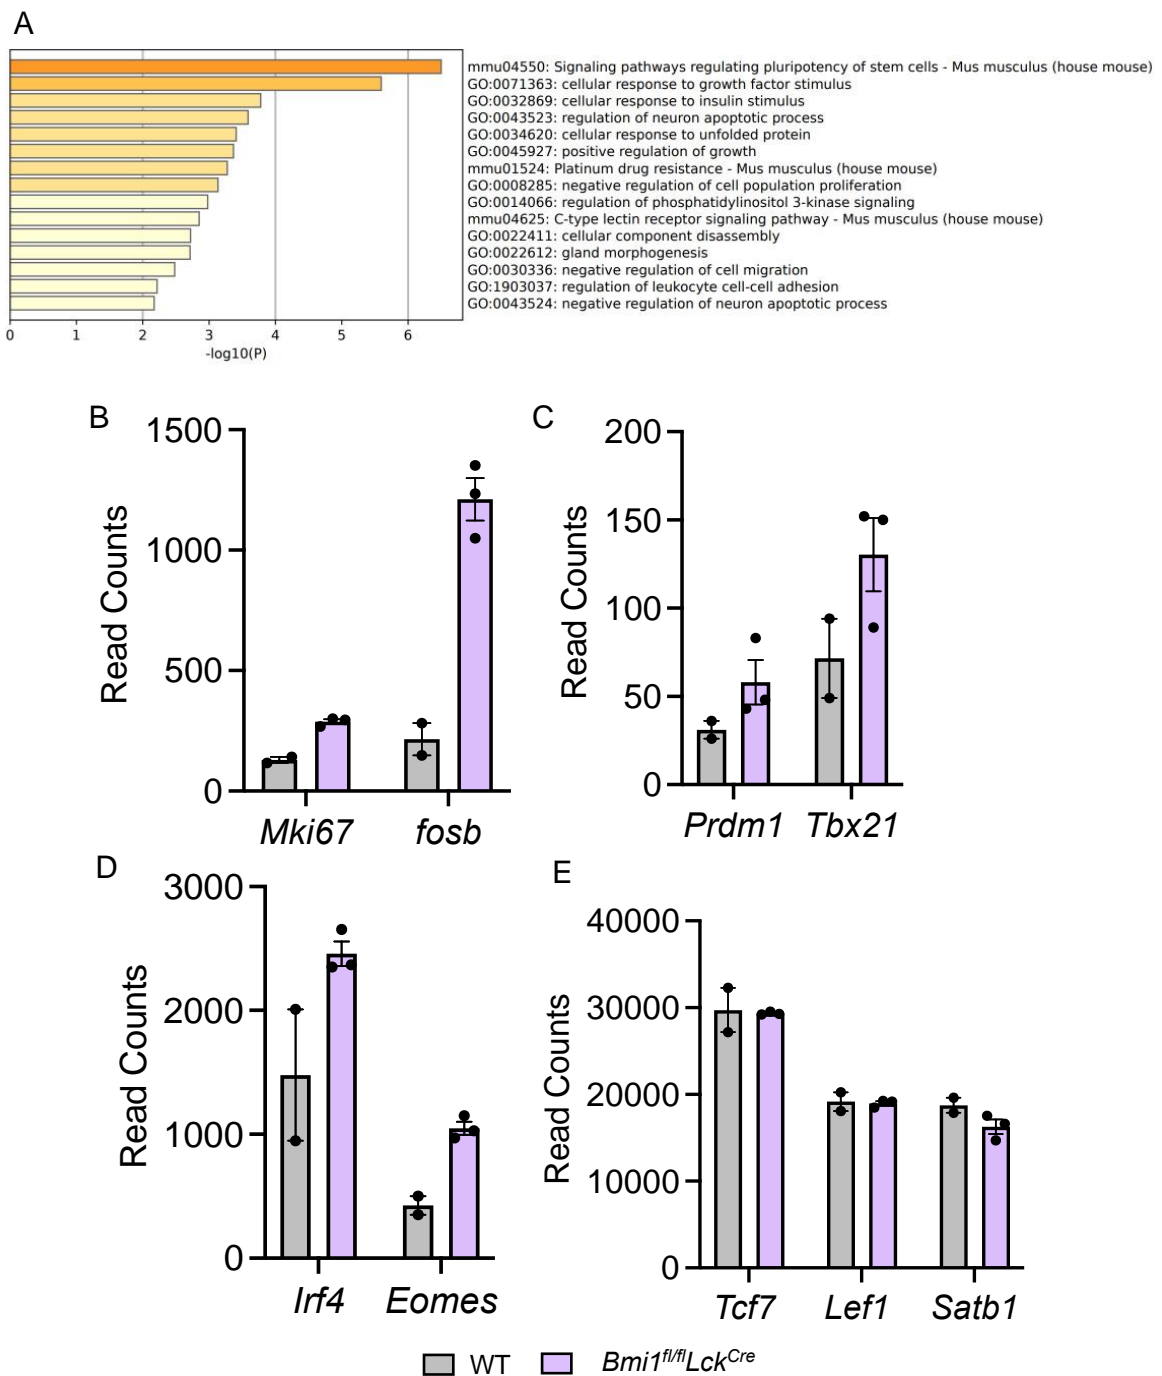 A
mmu04550: Signaling pathways regulating pluripotency of stem cells - Mus musculus (house mouse)
GO:0071363: cellular response to growth factor stimulus
GO:0032869: cellular response to insulin stimulus
GO:0043523: regulation of neuron apoptotic process
GO:0034620: cellular response to unfolded protein
GO:0045927: positive regulation of growth
mmu01524: Platinum drug resistance - Mus musculus (house mouse)
GO:0008285: negative regulation of cell population proliferation
GO:0014066: regulation of phosphatidylinositol 3-kinase signaling
mmu04625: C-type lectin receptor signaling pathway - Mus musculus (house mouse)
GO:0022411: cellular component disassembly
GO:0022612: gland morphogenesis
GO:0030336: negative regulation of cell migration
GO:1903037: regulation of leukocyte cell-cell adhesion
GO:0043524: negative regulation of neuron apoptotic process
0 1 2 3 4 5 6
-log10(P)
B
1500
1000
500
0
Read Counts
Mki67 fosb
C
200
150
100
50
0
Read Counts
Prdm1 Tbx21
D
3000
2000
1000
0
Read Counts
Irf4 Eomes
E
40000
30000
20000
10000
0
Read Counts
Tcf7 Lef1 Satb1
WT Bmi1fl/flLckCre